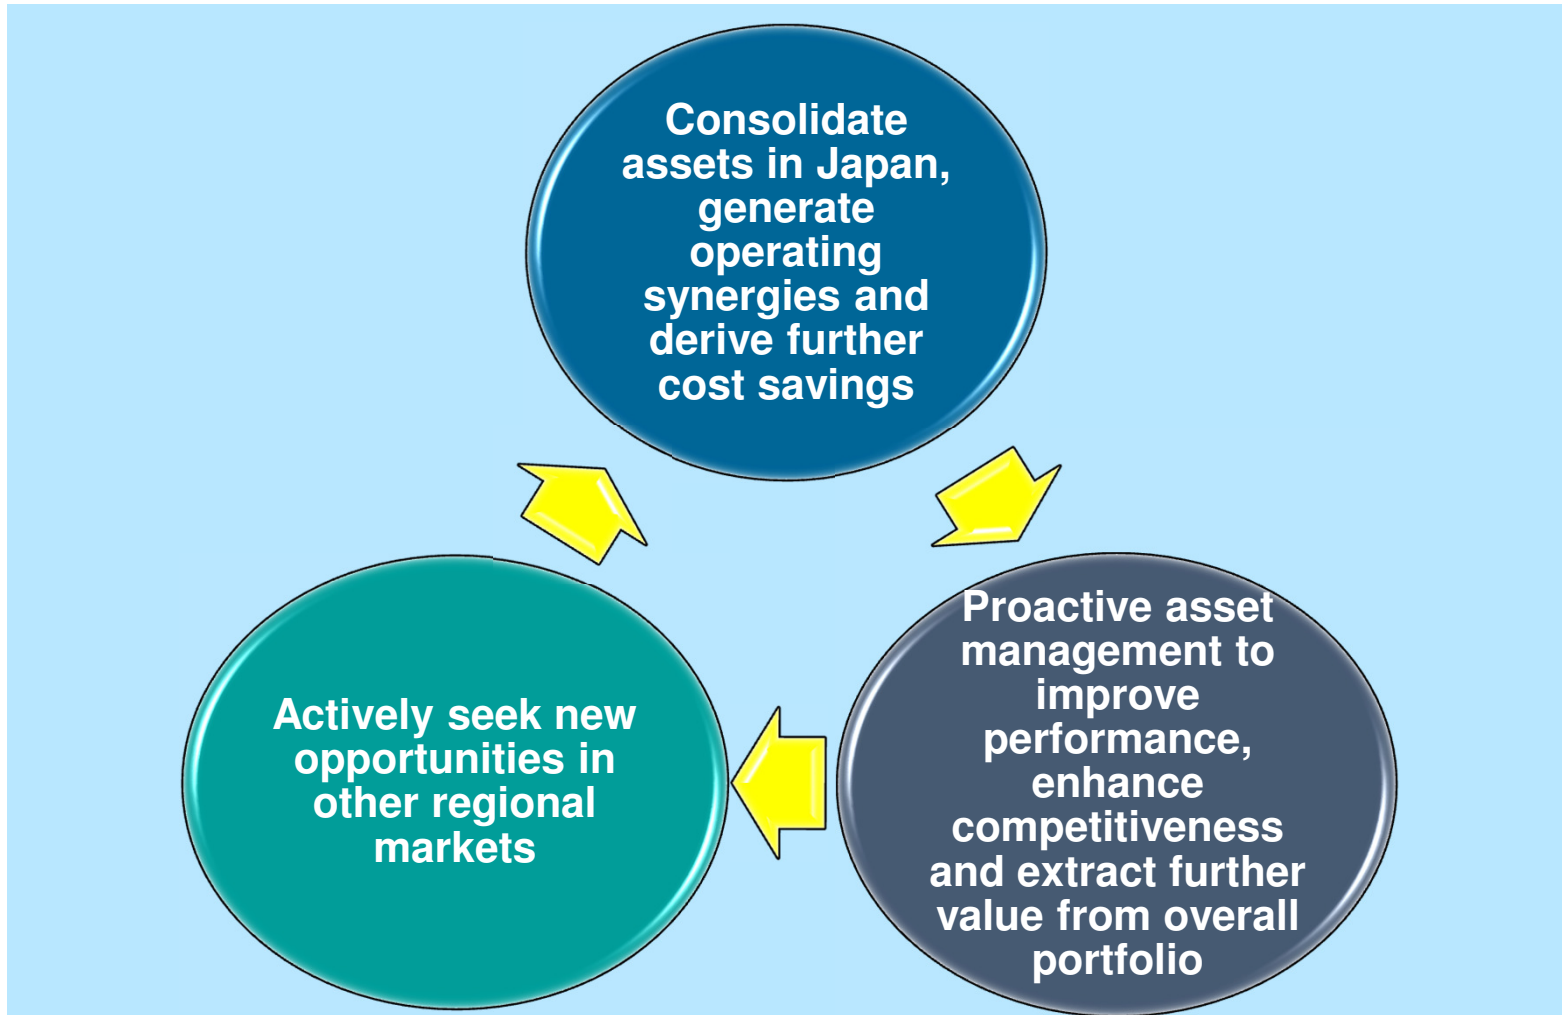 Consolidate
assets in Japan,
generate
operating
synergies and
derive further
cost savings
Proactive asset
management to
improve
performance,
enhance
competitiveness
and extract further
value from overall
portfolio
Actively seek new
opportunities in
other regional
markets